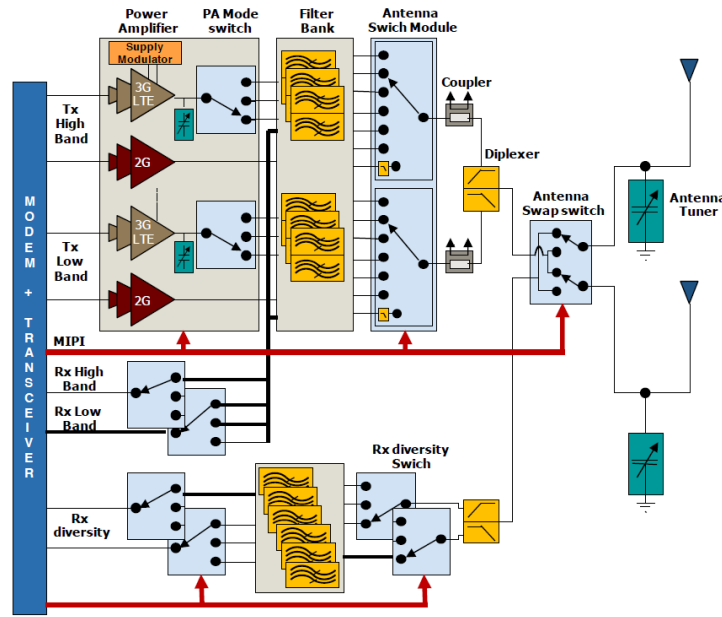 Power
Amplifier
PA Mode
switch
Filter
Bank
Antenna
Swich Module
Supply
Modulator
3G
LTE
Tx
High
Band
2G
Coupler
Diplexer
Antenna
Swap switch
Antenna
Tuner
3G
LTE
Tx
Low
Band
2G
MODEM + TRANSCEIVER
MIPI
Rx High
Band
Rx Low
Band
Rx diversity
Swich
Rx
diversity